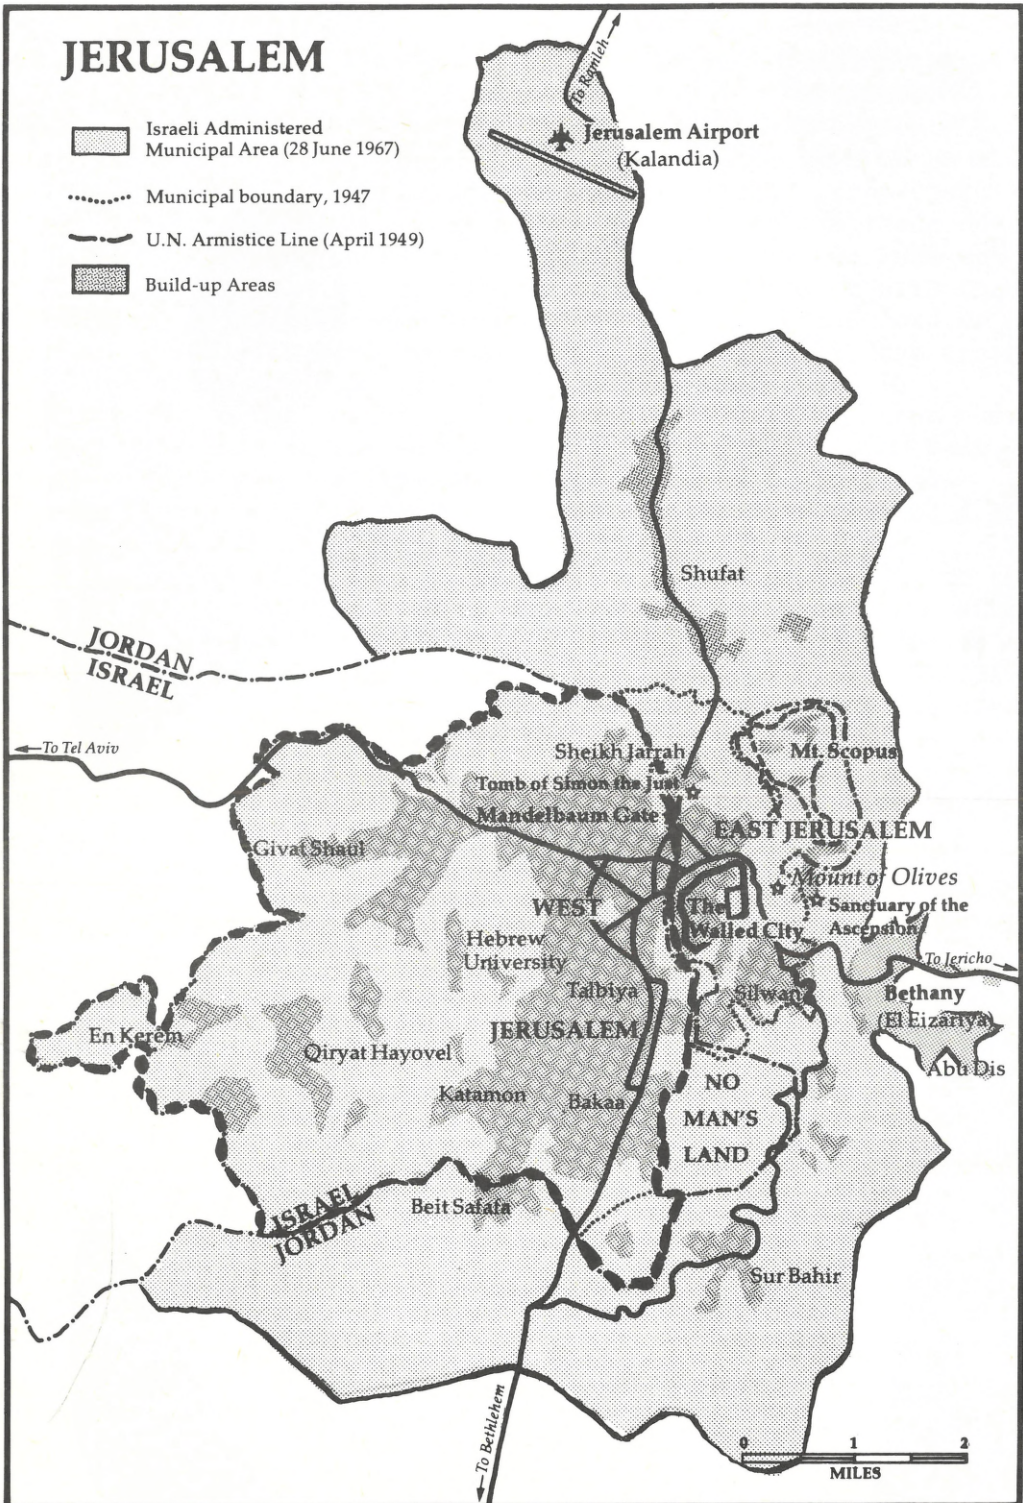 JERUSALEM
Israeli Administered
Municipal Area (28 June 1967)
Municipal boundary, 1947
U.N. Armistice Line (April 1949)
Build-up Areas
To Ramleh
Jerusalem Airport
(Kalandia)
Shufat
JORDAN
ISRAEL
To Tel Aviv
Sheikh Jarrah
Mt. Scopus
Tomb of Simon the Just
Mandelbaum Gate
EAST JERUSALEM
Givat Shaul
Mount of Olives
WEST
The
Walled City
Sanctuary of the
Ascension
Hebrew
University
To Jericho
Talbiya
Silwan
Bethany
(El Eizariya)
JERUSALEM
En Kerem
Qiryat Hayovel
Abu Dis
Katamon
Bakaa
NO
MAN'S
LAND
ISRAEL
JORDAN
Beit Safafa
Sur Bahir
To Bethlehem
0 1 2
MILES